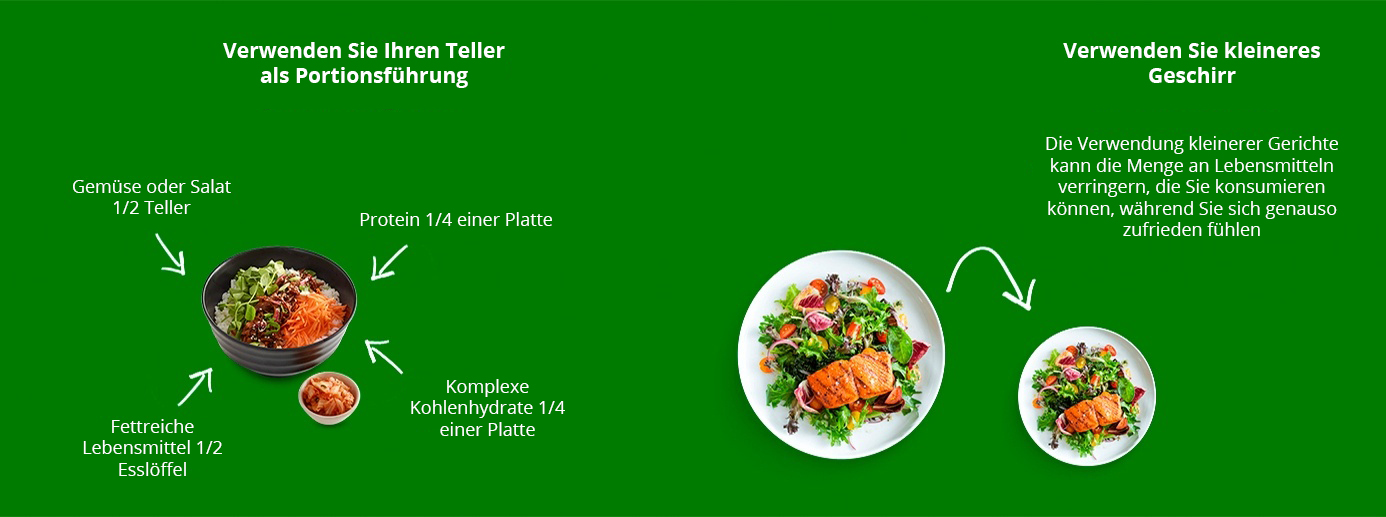 Verwenden Sie Ihren Teller
als Portionsführung
Gemüse oder Salat
1/2 Teller
Protein 1/4 einer Platte
Komplexe
Kohlenhydrate 1/4
einer Platte
Fettreiche
Lebensmittel 1/2
Esslöffel
Verwenden Sie kleineres
Geschirr
Die Verwendung kleinerer Gerichte
kann die Menge an Lebensmitteln
verringern, die Sie konsumieren
können, während Sie sich genauso
zufrieden fühlen